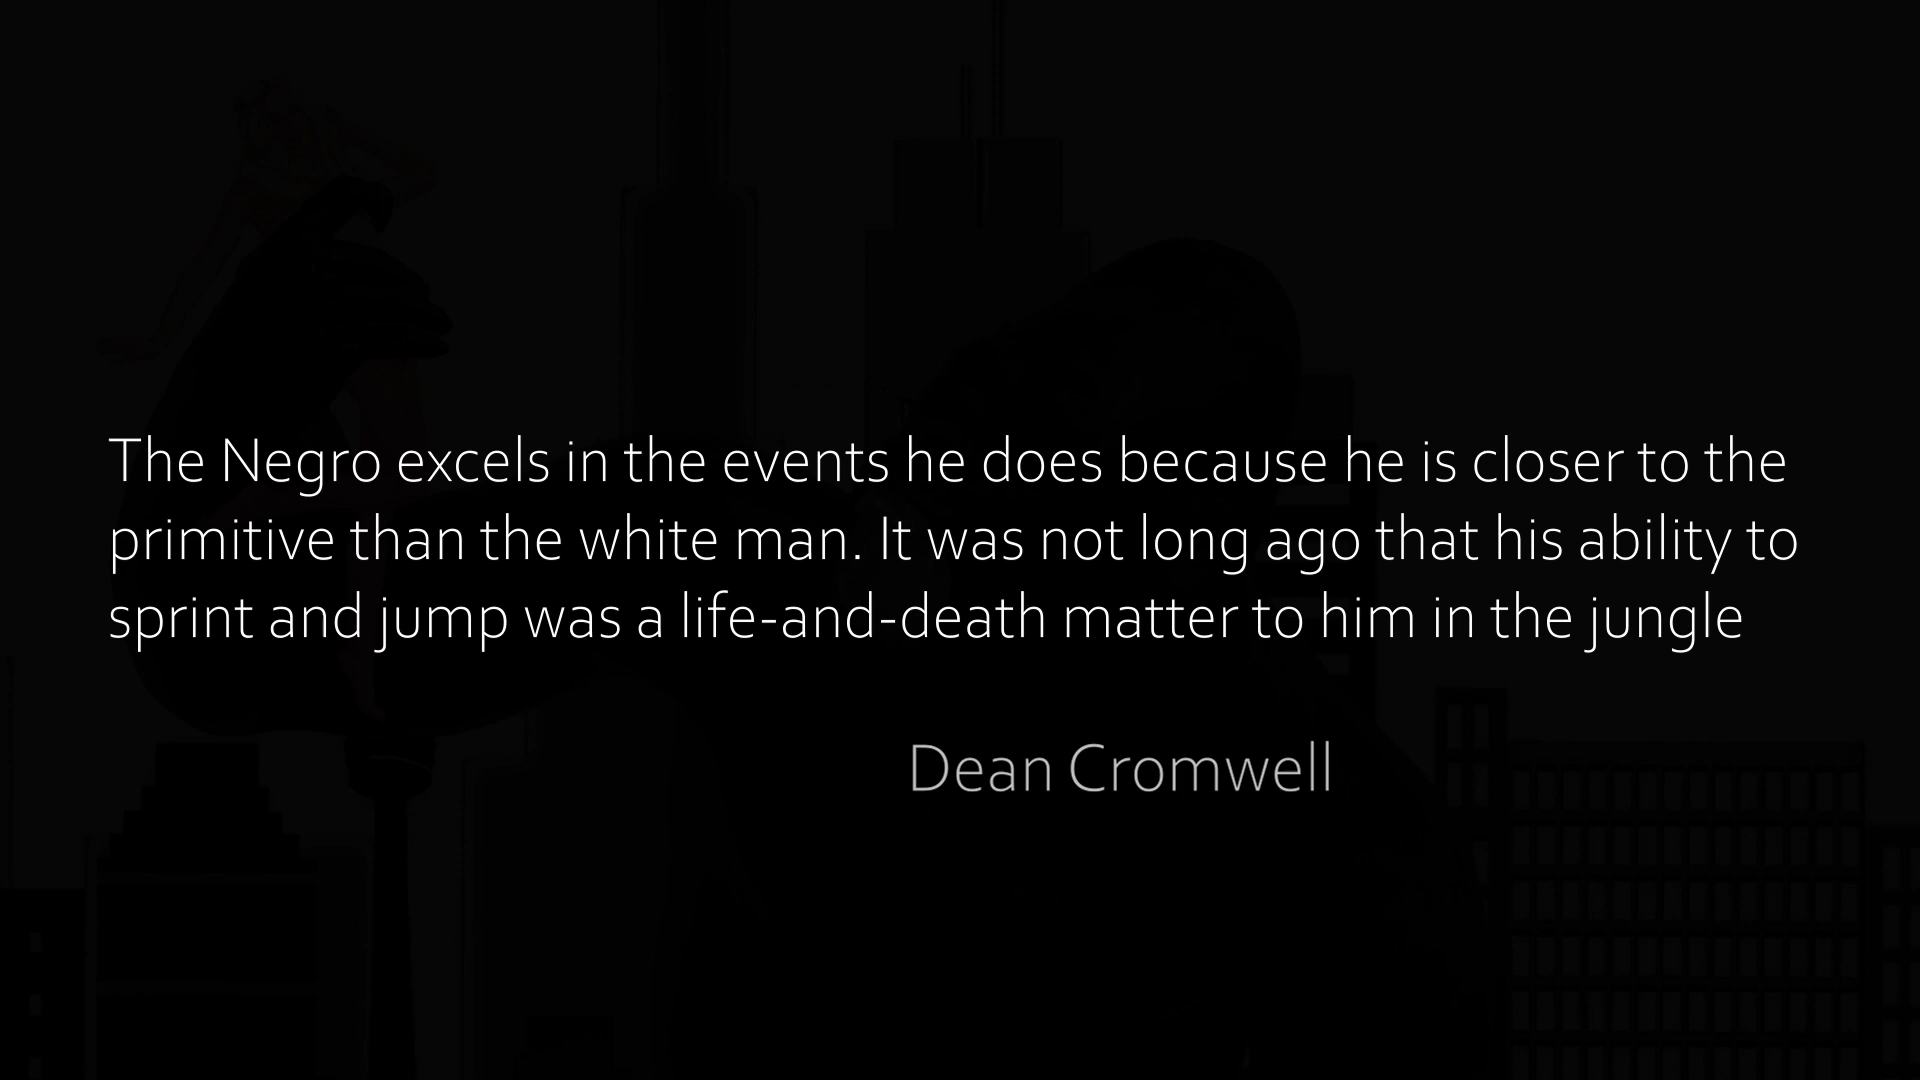 The Negro excels in the events he does because he is closer to the
primitive than the white man. It was not long ago that his ability to
sprint and jump was a life-and-death matter to him in the jungle
Dean Cromwell